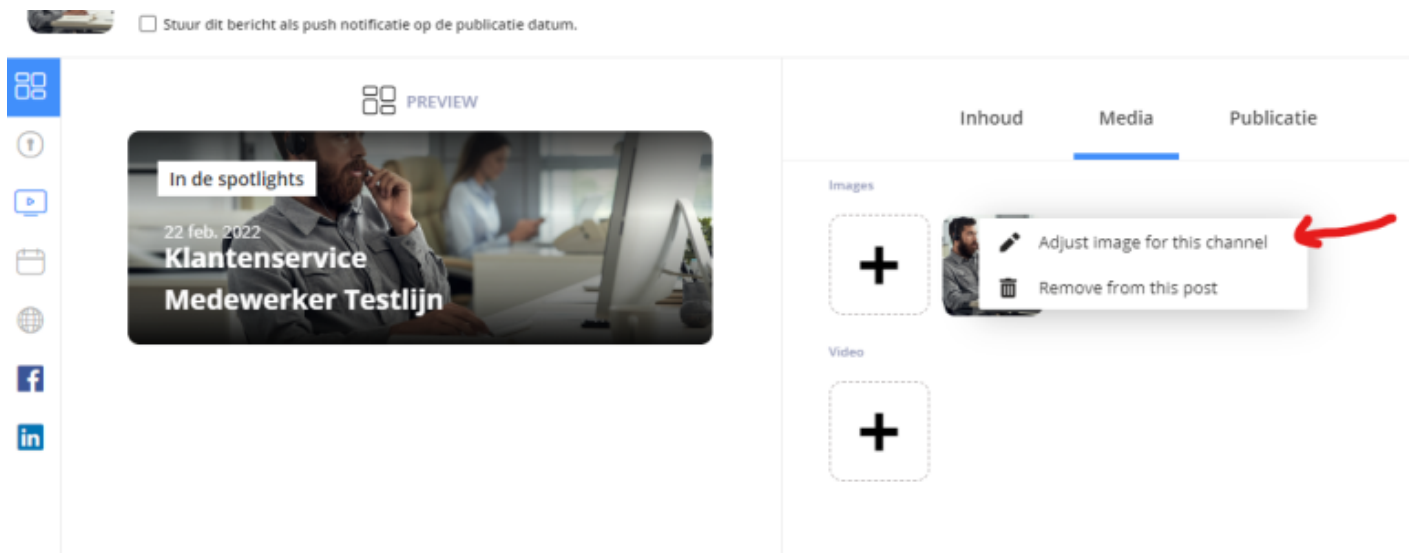 Stuur dit bericht als push notificatie op de publicatie datum.
PREVIEW
In de spotlights
22 feb. 2022
Klantenservice
Medewerker Testlijn
Inhoud Media Publicatie
Images
Adjust image for this channel
Remove from this post
Video
f
in